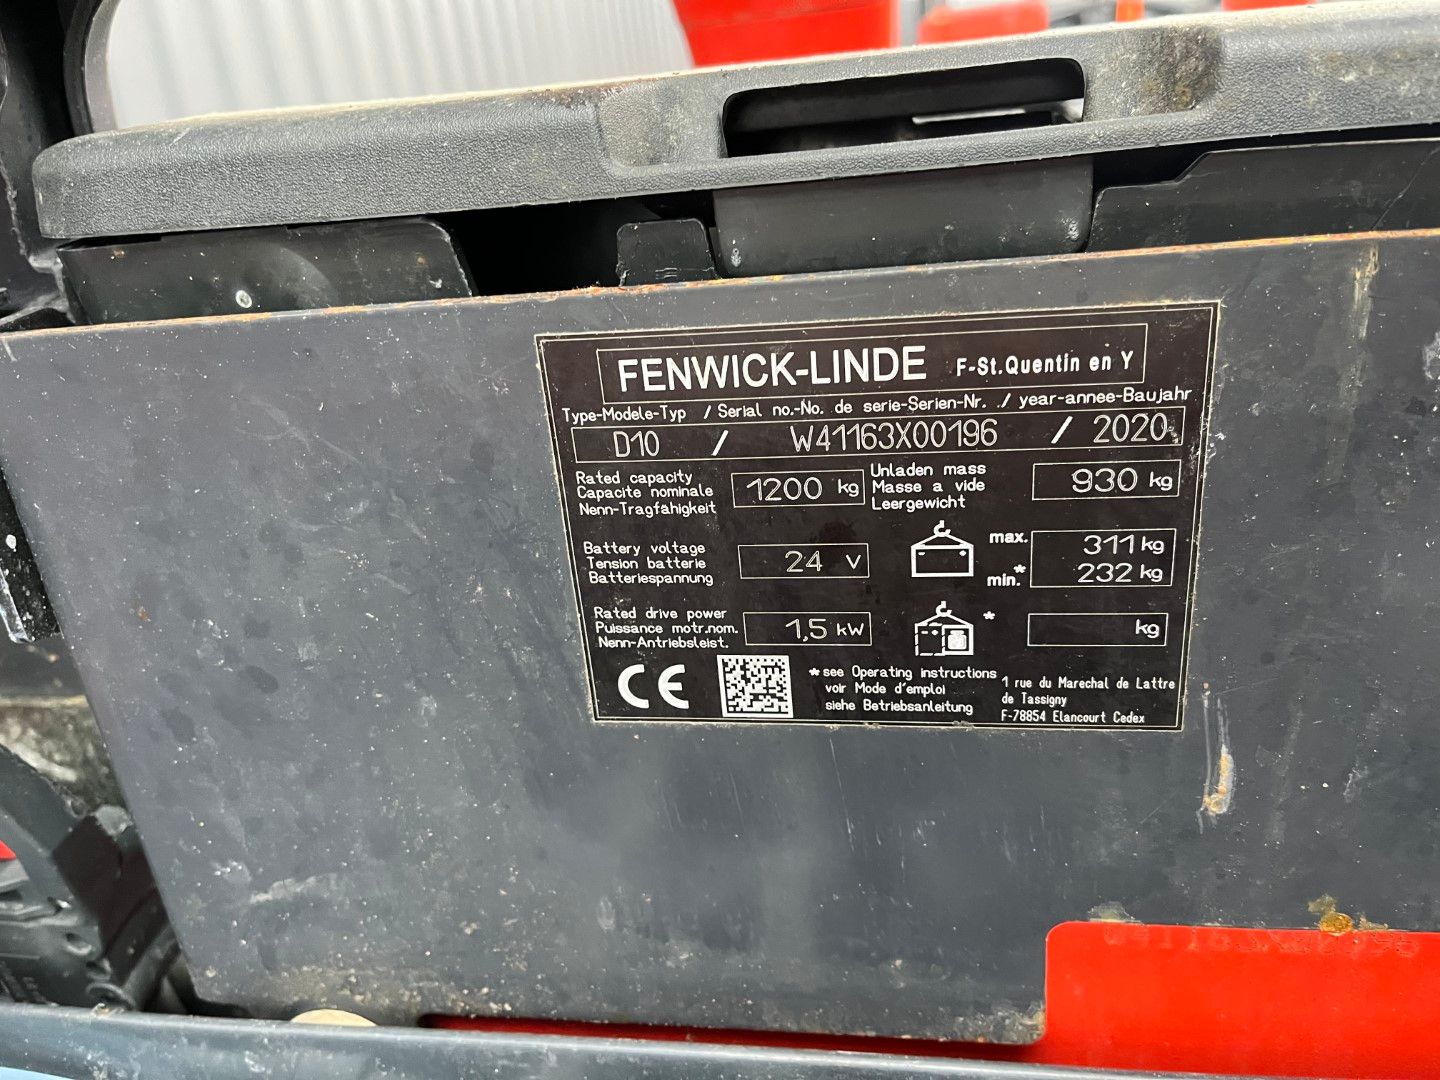 FENWICK-LINDE F-St.Quentin en Y
Type-Modele-Typ / Serial no.-No. de serie-Serien-Nr. ./ year-annee-Baujahr
D10 / W41163X00196 / 2020
Rated capacity
Capacite nominale
Nenn-Tragfähigkeit
1200 kg
Unladen mass
Masse a vide
Leergewicht
930 kg
Battery voltage
Tension batterie
Batteriespannung
24 V
max. 311 kg
min.* 232 kg
Rated drive power
Puissance motr.nom.
Nenn-Antriebsleist.
1,5 kW
* kg
CE
*see Operating instructions
voir Mode d'emploi
siehe Betriebsanleitung
1 rue du Marechal de Lattre
de Tassigny
F-78854 Elancourt Cedex